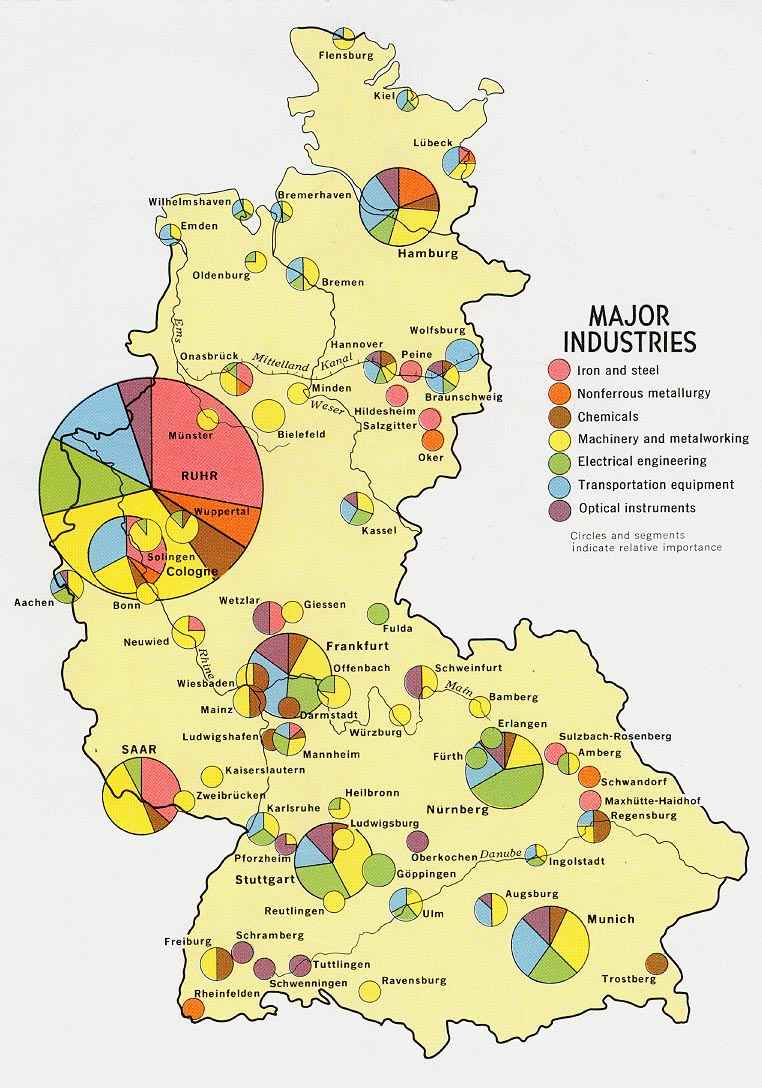 Flensburg
Kiel
Lübeck
Wilhelmshaven
Bremerhaven
Emden
Hamburg
Oldenburg
Bremen
MAJOR
INDUSTRIES
Iron and steel
Nonferrous metallurgy
Chemicals
Machinery and metalworking
Electrical engineering
Transportation equipment
Optical instruments
Circles and segments
indicate relative importance
Ems
Wolfsburg
Hannover
Peine
Onasbrück
Mittelland Kanal
Minden
Weser
Braunschweig
Hildesheim
Salzgitter
Münster
Bielefeld
Oker
RUHR
Wuppertal
Kassel
Solingen
Cologne
Aachen
Bonn
Wetzlar
Giessen
Fulda
Neuwied
Rhine
Frankfurt
Offenbach
Schweinfurt
Wiesbaden
Main
Bamberg
Mainz
Darmstadt
Würzburg
Erlangen
Ludwigshafen
Sulzbach-Rosenberg
SAAR
Mannheim
Fürth
Amberg
Kaiserslautern
Schwandorf
Zweibrücken
Heilbronn
Maxhütte-Haidhof
Karlsruhe
Nürnberg
Regensburg
Ludwigsburg
Pforzheim
Oberkochen
Danube
Ingolstadt
Stuttgart
Göppingen
Reutlingen
Ulm
Augsburg
Munich
Freiburg
Schramberg
Tuttlingen
Schwenningen
Ravensburg
Trostberg
Rheinfelden